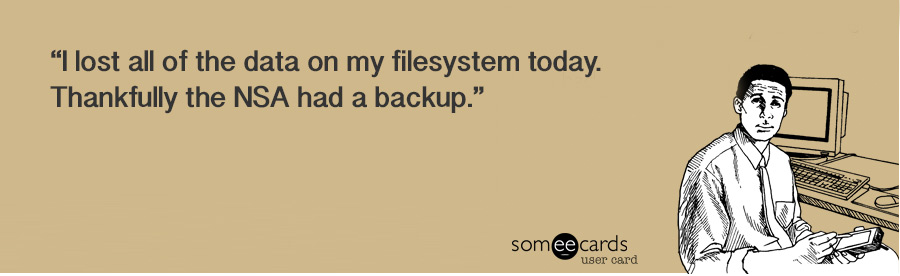 “I lost all of the data on my filesystem today.
Thankfully the NSA had a backup.”
someecards
user card